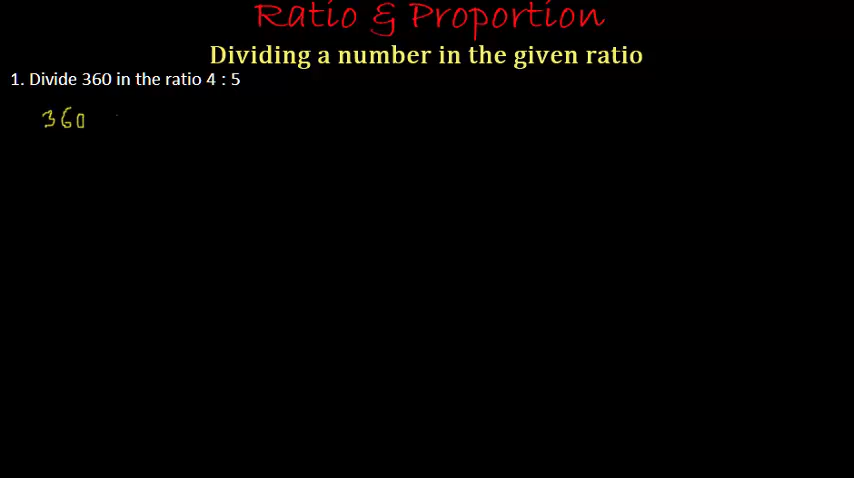 Ratio & Proportion
Dividing a number in the given ratio
1. Divide 360 in the ratio 4 : 5
360